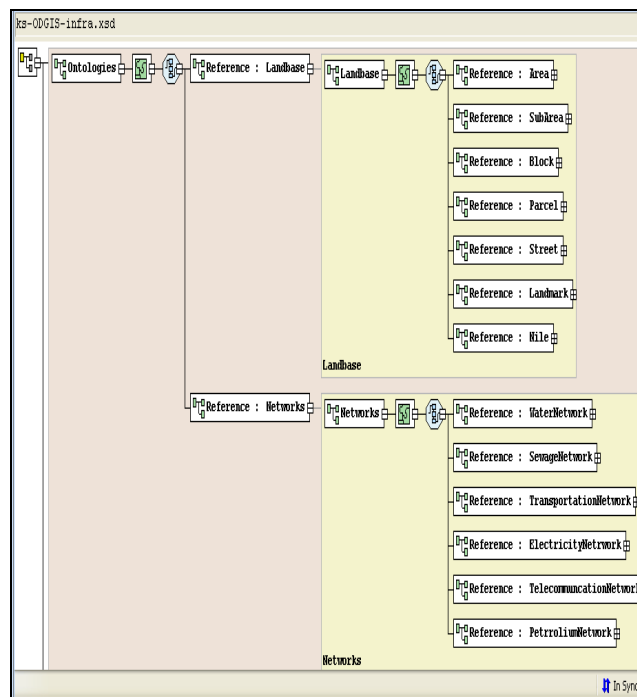 ks-ODGIS-infra.xsd
Ontologies
Reference : Landbase
Landbase
Reference : Area
Reference : SubArea
Reference : Block
Reference : Parcel
Reference : Street
Reference : Landmark
Reference : Nile
Landbase
Reference : Networks
Networks
Reference : WaterNetwork
Reference : SewageNetwork
Reference : TransportationNetwork
Reference : ElectricityNetrwork
Reference : TelecommuncationNetwork
Reference : PetrroliumNetwork
Networks
In Sync